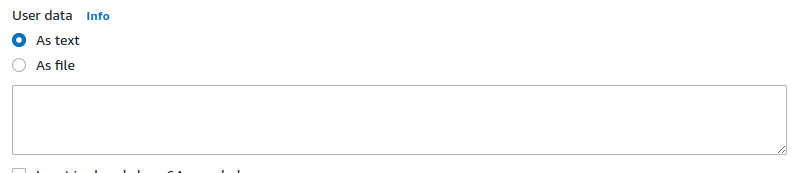 User data Info
As text
As file